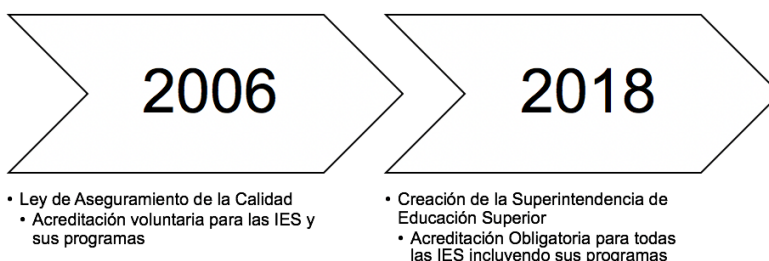 2006
2018
• Ley de Aseguramiento de la Calidad
• Acreditación voluntaria para las IES y
sus programas
• Creación de la Superintendencia de
Educación Superior
• Acreditación Obligatoria para todas
las IES incluyendo sus programas